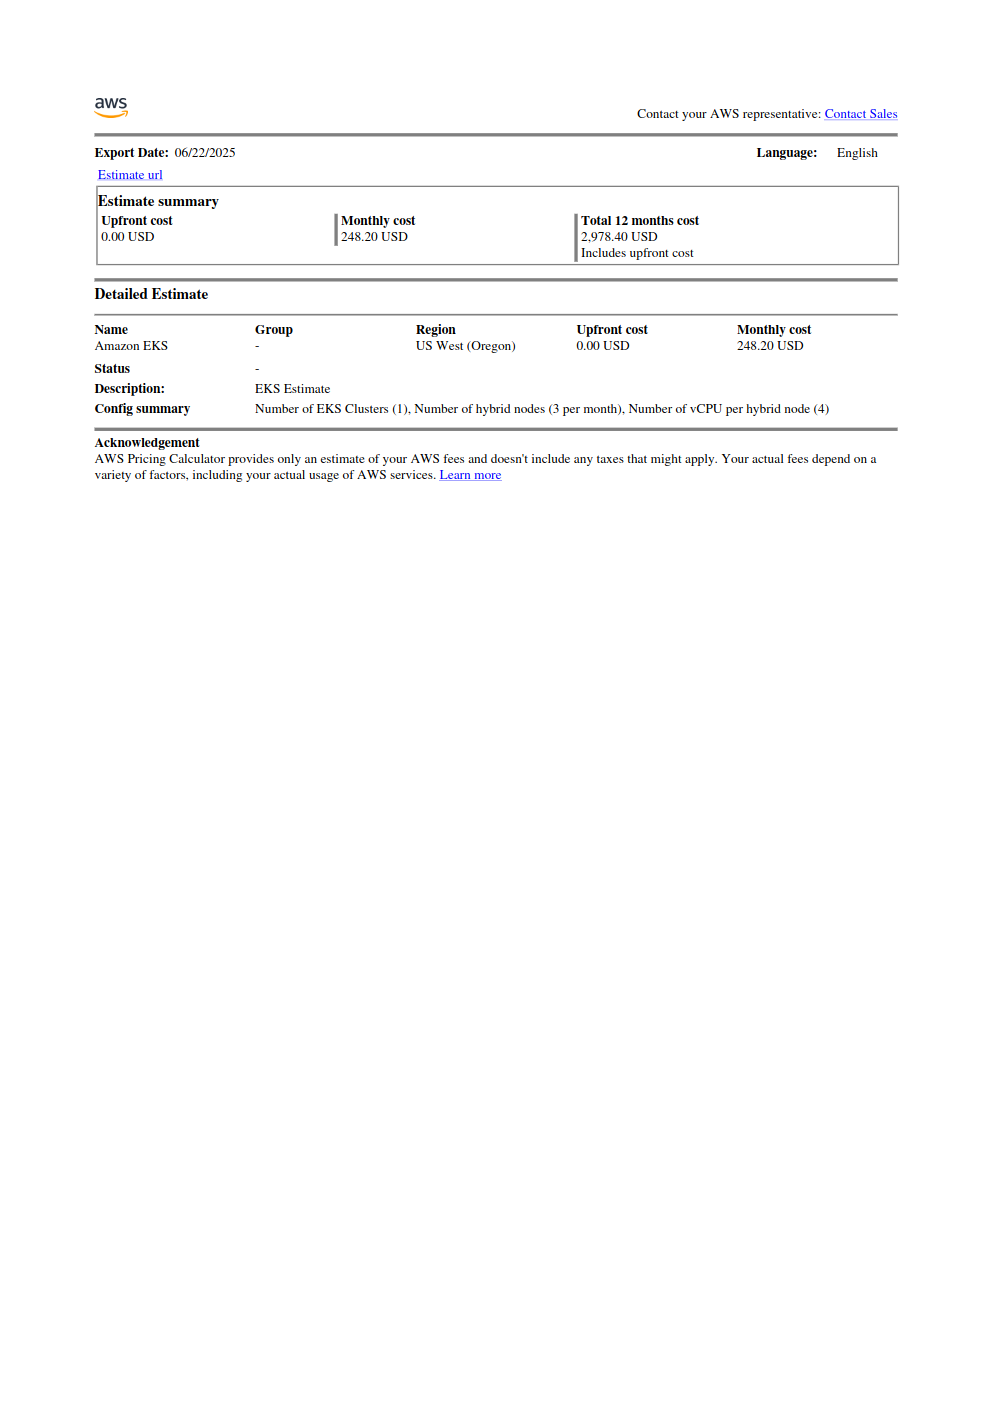 aws
Contact your AWS representative: Contact Sales
Export Date: 06/22/2025 Language: English
Estimate url
Estimate summary
Upfront cost Monthly cost Total 12 months cost
0.00 USD 248.20 USD 2,978.40 USD
Includes upfront cost
Detailed Estimate
Name Group Region Upfront cost Monthly cost
Amazon EKS - US West (Oregon) 0.00 USD 248.20 USD
Status -
Description: EKS Estimate
Config summary Number of EKS Clusters (1), Number of hybrid nodes (3 per month), Number of vCPU per hybrid node (4)
Acknowledgement
AWS Pricing Calculator provides only an estimate of your AWS fees and doesn't include any taxes that might apply. Your actual fees depend on a
variety of factors, including your actual usage of AWS services. Learn more